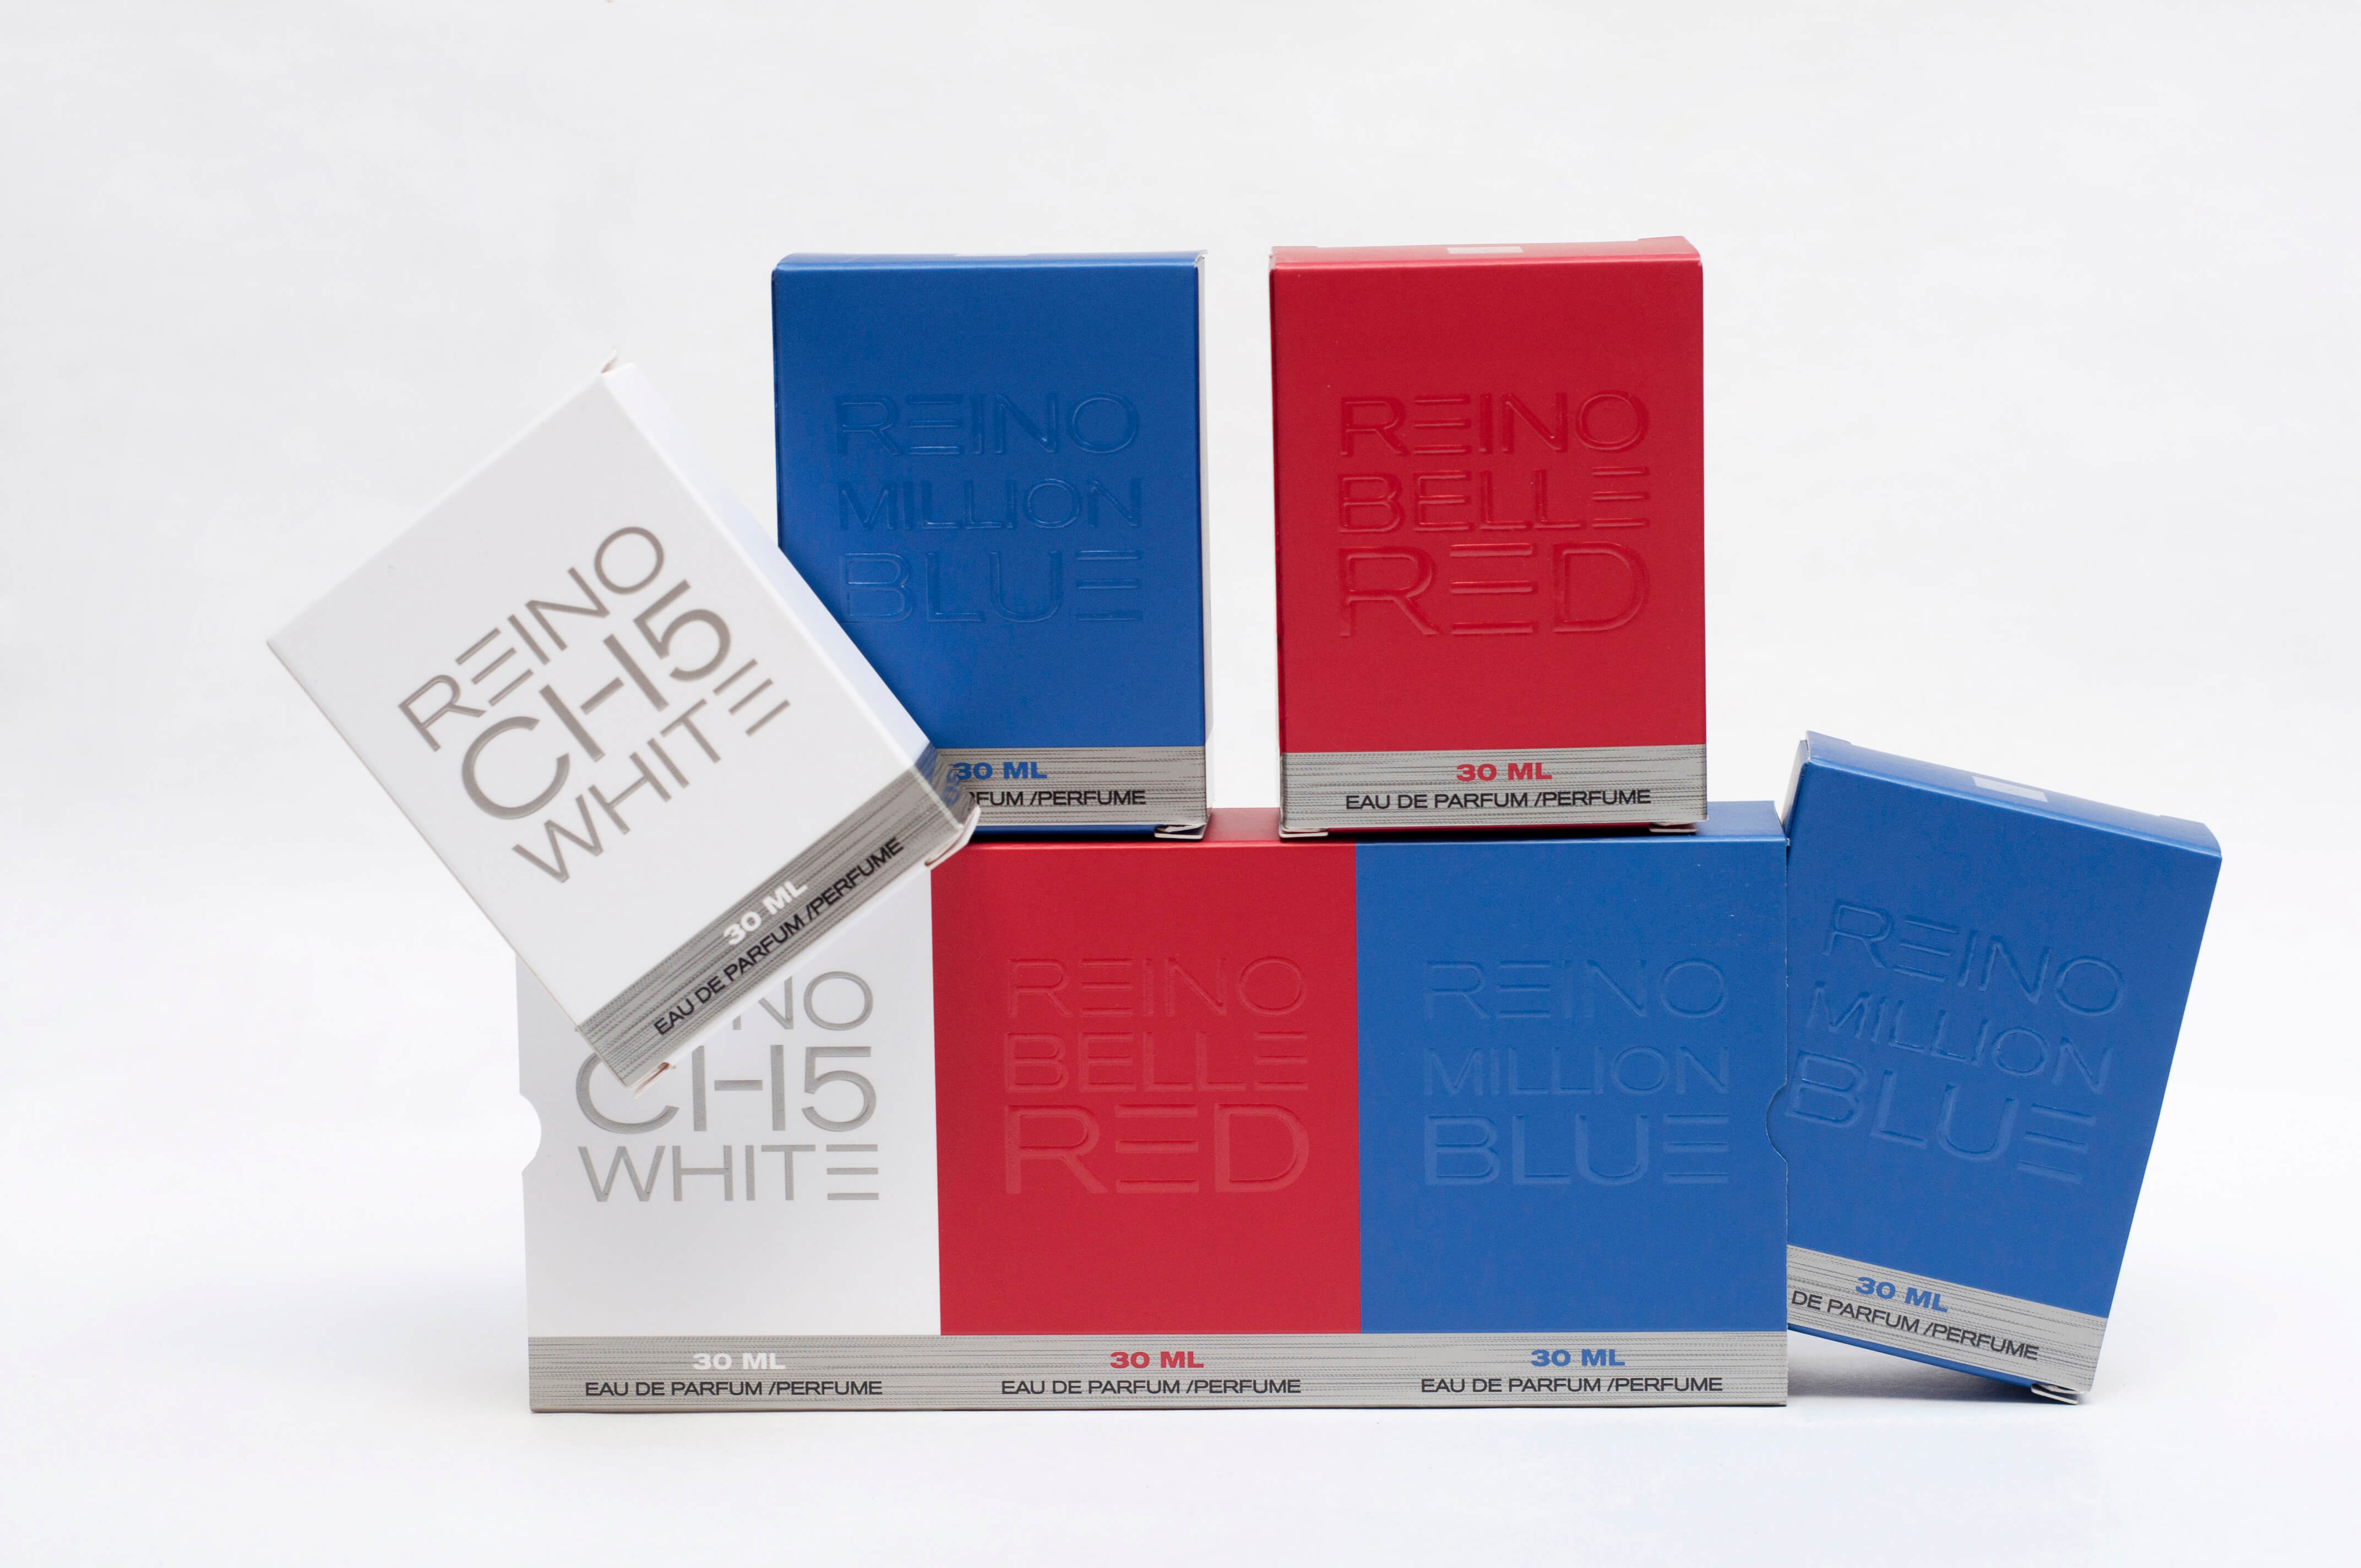 REINO
MILLION
BLUE
30 ML
/PERFUME
REINO
BELLE
RED
30 ML
EAU DE PARFUM /PERFUME
REINO
CH5
WHITE
30 ML
EAU DE PARFUM /PERFUME
CH5
WHITE
30 ML
EAU DE PARFUM /PERFUME
REINO
BELLE
RED
30 ML
EAU DE PARFUM /PERFUME
REINO
MILLION
BLUE
30 ML
EAU DE PARFUM /PERFUME
REINO
MILLION
BLUE
30 ML
DE PARFUM /PERFUME